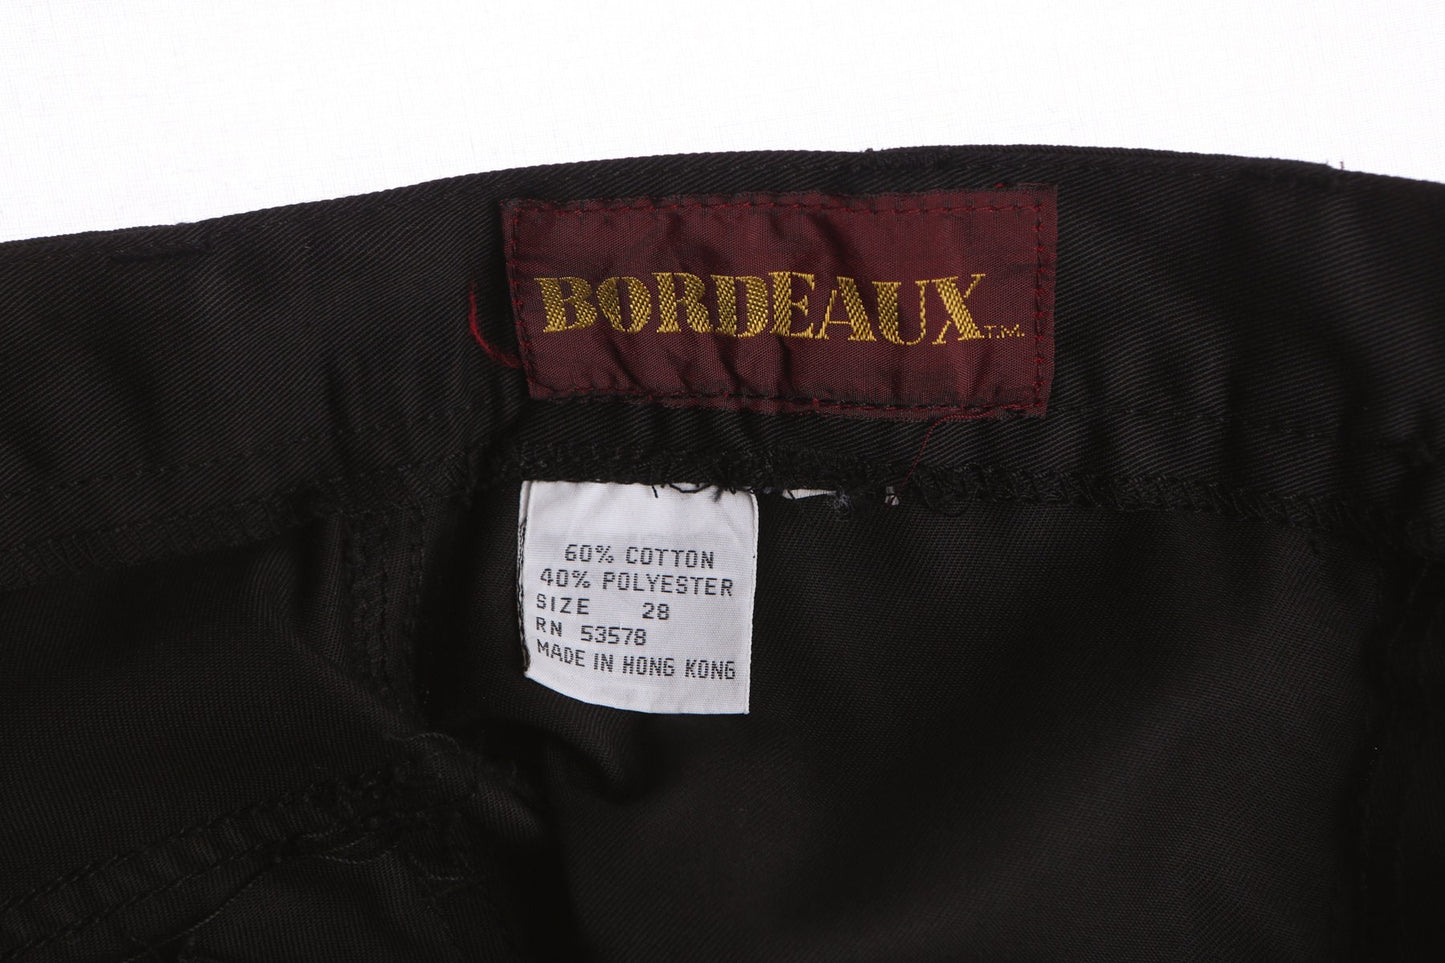 BORDEAUX T.M.
60% COTTON
40% POLYESTER
SIZE 28
RN 53578
MADE IN HONG KONG